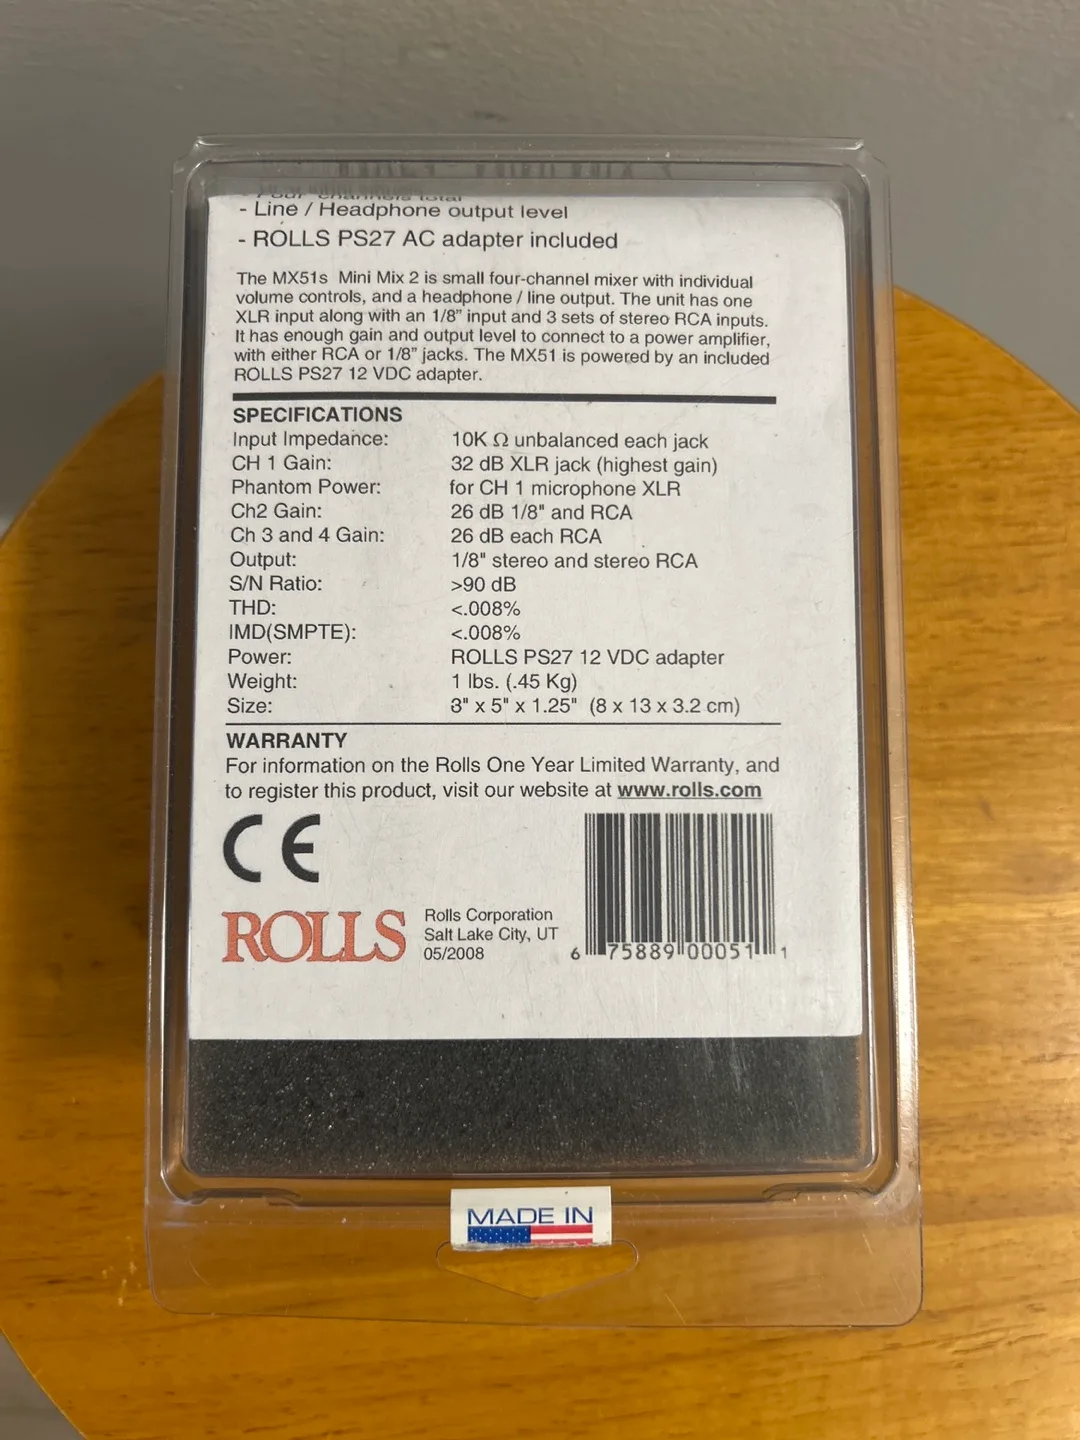 - Four channels total
- Line / Headphone output level
- ROLLS PS27 AC adapter included
The MX51s Mini Mix 2 is small four-channel mixer with individual
volume controls, and a headphone / line output. The unit has one
XLR input along with an 1/8" input and 3 sets of stereo RCA inputs.
It has enough gain and output level to connect to a power amplifier,
with either RCA or 1/8" jacks. The MX51 is powered by an included
ROLLS PS27 12 VDC adapter.
SPECIFICATIONS
Input Impedance: 10K Ω unbalanced each jack
CH 1 Gain: 32 dB XLR jack (highest gain)
Phantom Power: for CH 1 microphone XLR
Ch2 Gain: 26 dB 1/8" and RCA
Ch 3 and 4 Gain: 26 dB each RCA
Output: 1/8" stereo and stereo RCA
S/N Ratio: >90 dB
THD: <.008%
IMD(SMPTE): <.008%
Power: ROLLS PS27 12 VDC adapter
Weight: 1 lbs. (.45 Kg)
Size: 3" x 5" x 1.25" (8 x 13 x 3.2 cm)
WARRANTY
For information on the Rolls One Year Limited Warranty, and
to register this product, visit our website at www.rolls.com
CE
ROLLS
Rolls Corporation
Salt Lake City, UT
05/2008
6 75889 00051 1
MADE IN